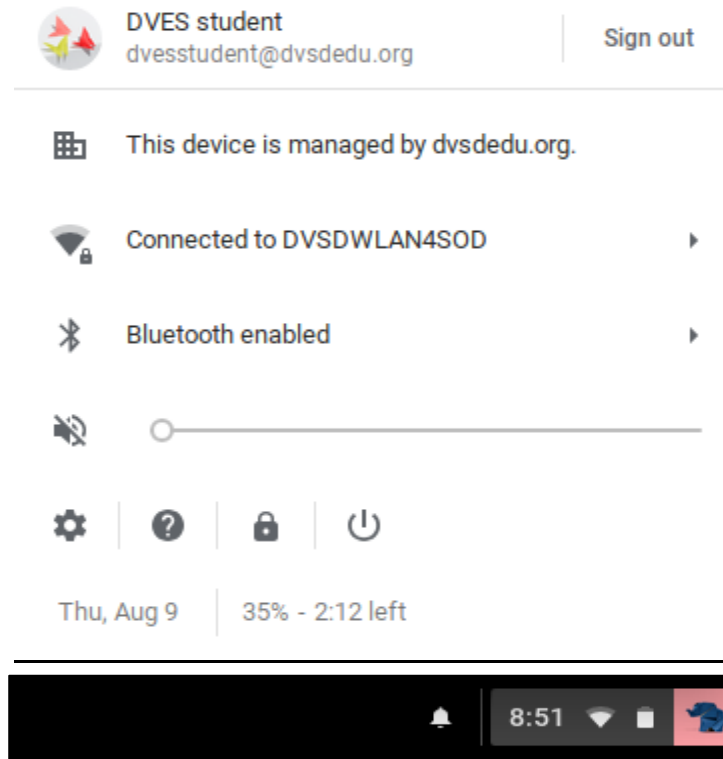 DVES student
Sign out
dvesstudent@dvsdedu.org
This device is managed by dvsdedu.org.
Connected to DVSDWLAN4SOD
Bluetooth enabled
Thu, Aug 9
35% - 2:12 left
8:51